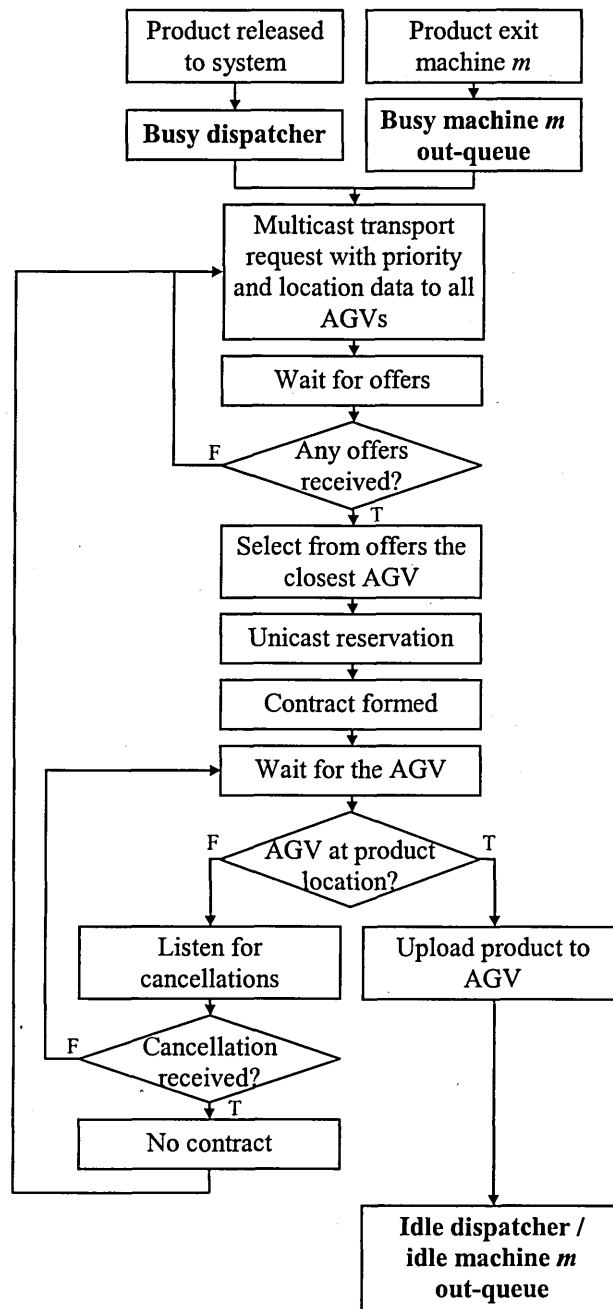 Product released
to system
Product exit
machine m
Busy dispatcher
Busy machine m
out-queue
Multicast transport
request with priority
and location data to all
AGVs
Wait for offers
F
Any offers
received?
T
Select from offers the
closest AGV
Unicast reservation
Contract formed
Wait for the AGV
F
AGV at product
location?
T
Listen for
cancellations
Upload product to
AGV
F
Cancellation
received?
T
No contract
Idle dispatcher /
idle machine m
out-queue